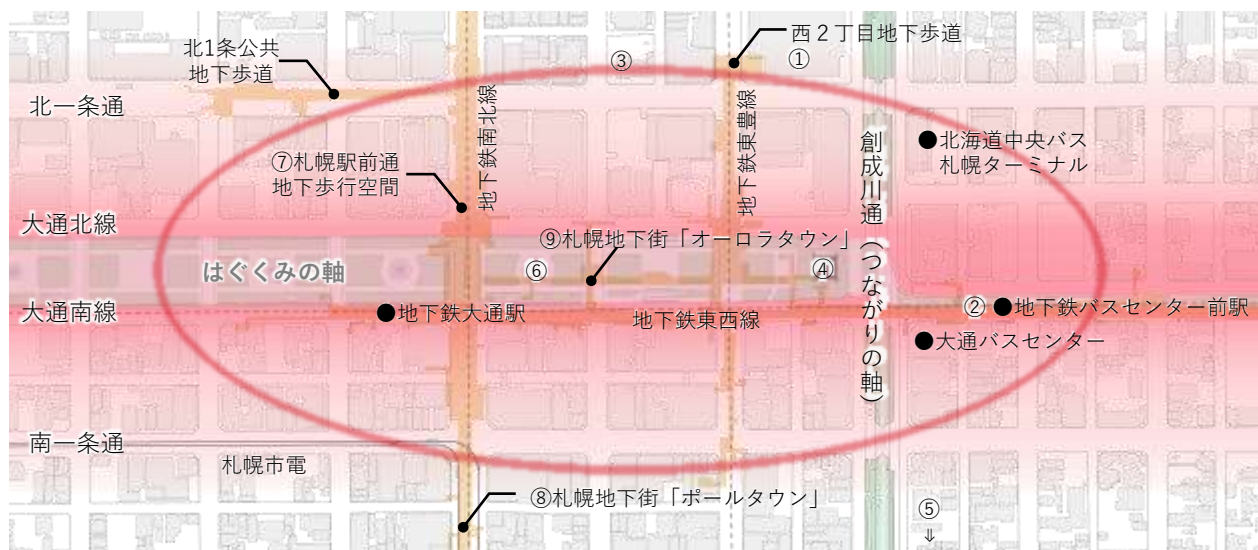 西２丁目地下歩道
①
北1条公共
地下歩道
③
北一条通
地下鉄南北線
地下鉄東豊線
創成川通（つながりの軸）
●北海道中央バス
札幌ターミナル
⑦札幌駅前通
地下歩行空間
大通北線
⑨札幌地下街「オーロラタウン」
はぐくみの軸
⑥
④
大通南線
●地下鉄大通駅
地下鉄東西線
②●地下鉄バスセンター前駅
●大通バスセンター
南一条通
札幌市電
⑧札幌地下街「ポールタウン」
⑤
↓